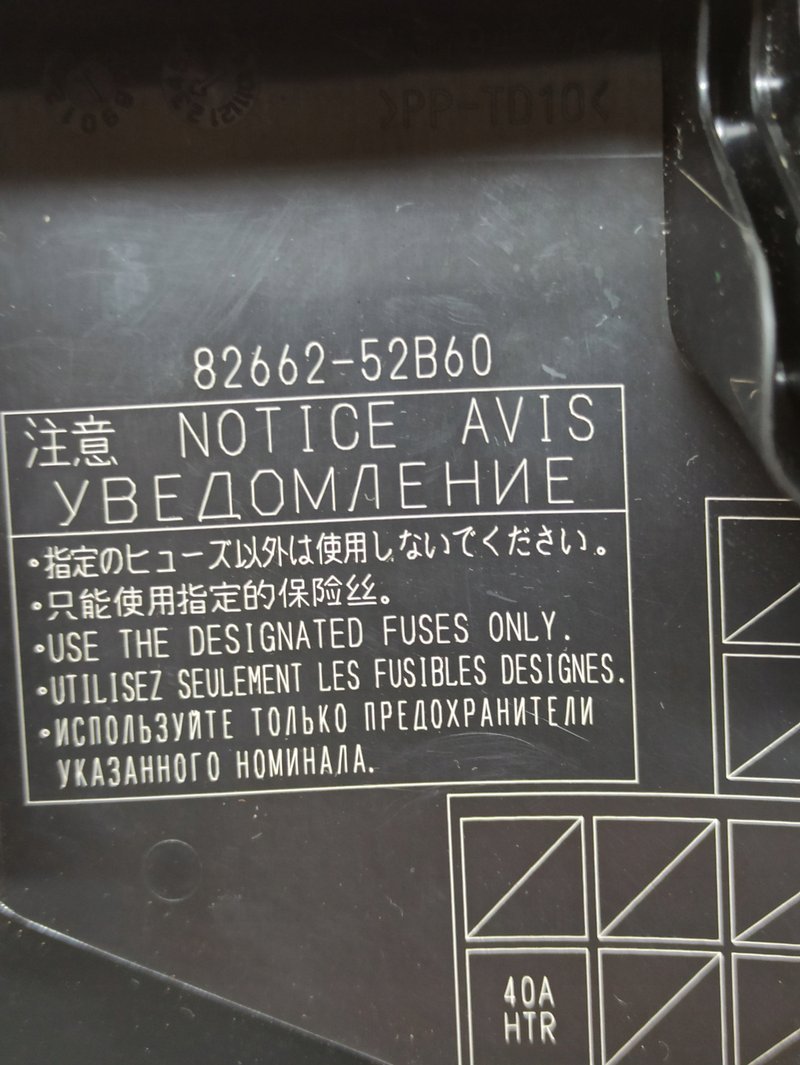 >PP-TD10<
82662-52B60
注意 NOTICE AVIS
УВЕДОМЛЕНИЕ
・指定のヒューズ以外は使用しないでください。
・只能使用指定的保险丝。
・USE THE DESIGNATED FUSES ONLY.
・UTILISEZ SEULEMENT LES FUSIBLES DESIGNES.
・ИСПОЛЬЗУЙТЕ ТОЛЬКО ПРЕДОХРАНИТЕЛИ
УКАЗАННОГО НОМИНАЛА.
40A
HTR